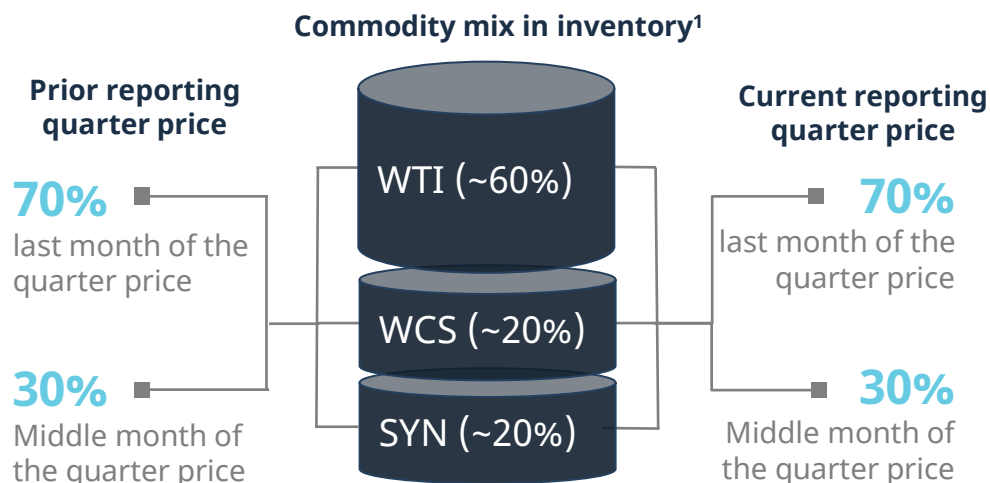 Commodity mix in inventory¹
Prior reporting
quarter price
70%
last month of the
quarter price
30%
Middle month of
the quarter price
WTI (~60%)
WCS (~20%)
SYN (~20%)
Current reporting
quarter price
70%
last month of the
quarter price
30%
Middle month of
the quarter price